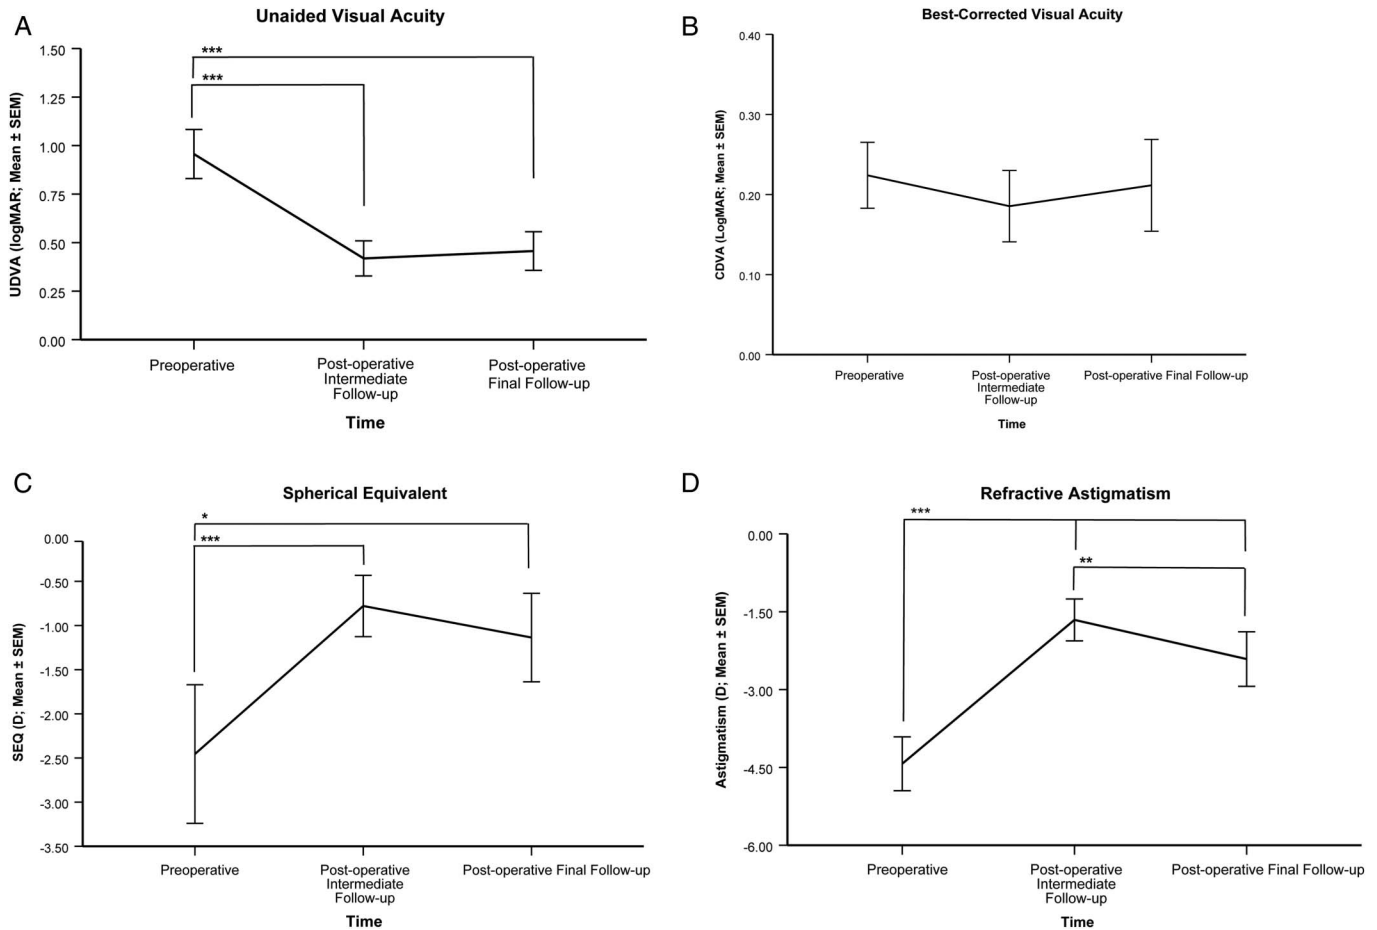 A
Unaided Visual Acuity
UDVA (logMAR; Mean ± SEM)
1.50
1.25
1.00
0.75
0.50
0.25
0.00
***
***
Preoperative
Post-operative
Intermediate
Follow-up
Post-operative
Final Follow-up
Time
B
Best-Corrected Visual Acuity
CDVA (LogMAR; Mean ± SEM)
0.40
0.30
0.20
0.10
0.00
Preoperative
Post-operative
Intermediate
Follow-up
Post-operative Final Follow-up
Time
C
Spherical Equivalent
SEQ (D; Mean ± SEM)
0.00
-0.50
-1.00
-1.50
-2.00
-2.50
-3.00
-3.50
*
***
Preoperative
Post-operative
Intermediate
Follow-up
Post-operative Final Follow-up
Time
D
Refractive Astigmatism
Astigmatism (D; Mean ± SEM)
0.00
-1.50
-3.00
-4.50
-6.00
***
**
Preoperative
Post-operative
Intermediate
Follow-up
Post-operative Final Follow-up
Time